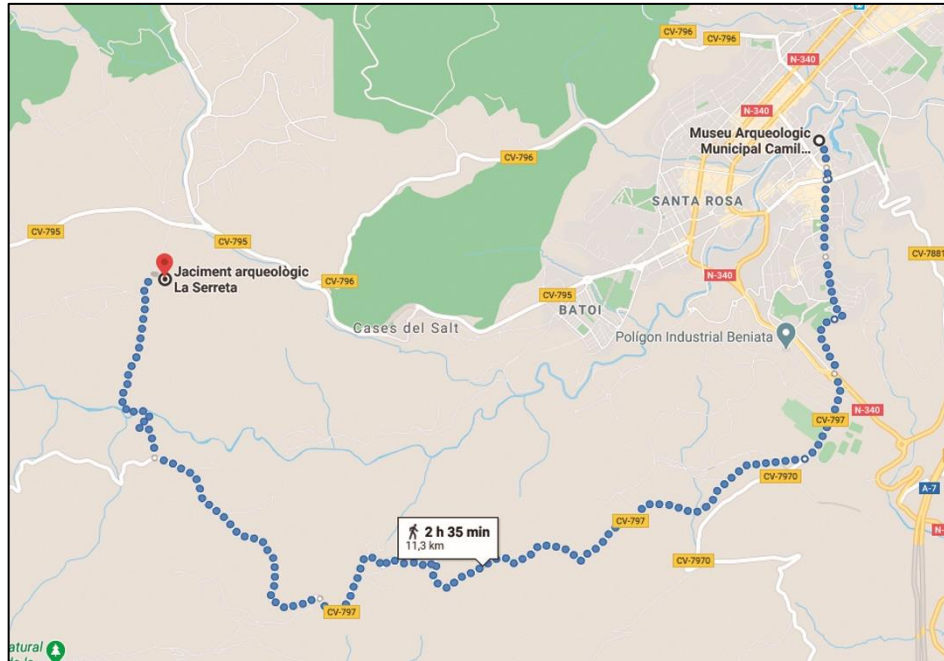 CV-796
CV-796
N-340
N-340
Museu Arqueologic
Municipal Camil...
CV-796
SANTA ROSA
CV-795
CV-795
CV-7881
Jaciment arqueològic
La Serreta
CV-796
N-340
CV-795
BATOI
Cases del Salt
Polígon Industrial Beniata
N-340
CV-797
CV-7970
A-7
CV-797
2 h 35 min
11,3 km
N-
CV-7970
CV-797
atural